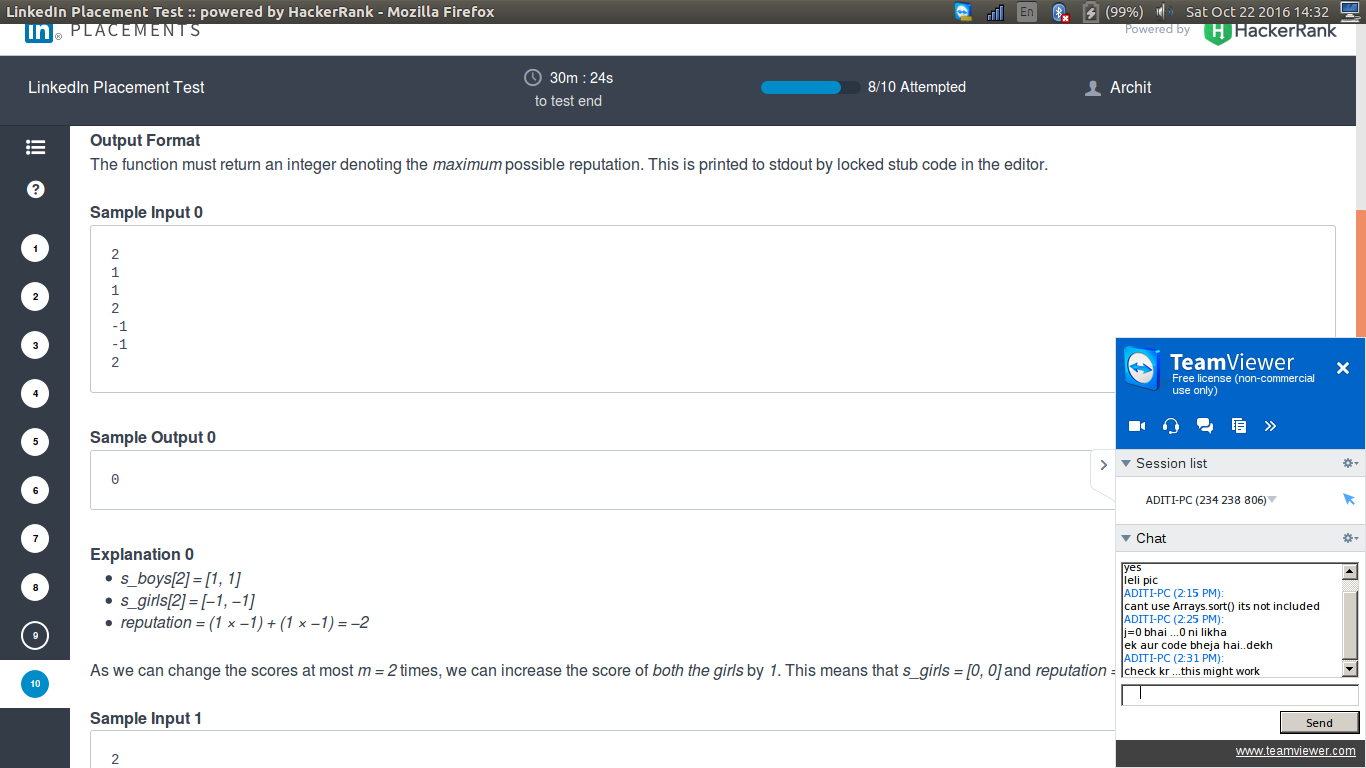 LinkedIn Placement Test :: powered by HackerRank - Mozilla Firefox
En
(99%)
Sat Oct 22 2016 14:32
in® PLACEMENTS
Powered by
H HackerRank
LinkedIn Placement Test
30m : 24s
to test end
8/10 Attempted
Archit
Output Format
The function must return an integer denoting the maximum possible reputation. This is printed to stdout by locked stub code in the editor.
?
Sample Input 0
1
2
3
4
5
6
7
8
9
10
2
1
1
2
-1
-1
2
Sample Output 0
0
Explanation 0
• s_boys[2] = [1, 1]
• s_girls[2] = [−1, −1]
• reputation = (1 × −1) + (1 × −1) = −2
As we can change the scores at most m = 2 times, we can increase the score of both the girls by 1. This means that s_girls = [0, 0] and reputation =
Sample Input 1
2
TeamViewer
Free license (non-commercial
use only)
Session list
ADITI-PC (234 238 806)
Chat
yes
leli pic
ADITI-PC (2:15 PM):
cant use Arrays.sort() its not included
ADITI-PC (2:25 PM):
j=0 bhai ...0 ni likha
ek aur code bheja hai..dekh
ADITI-PC (2:31 PM):
check kr ...this might work
Send
www.teamviewer.com